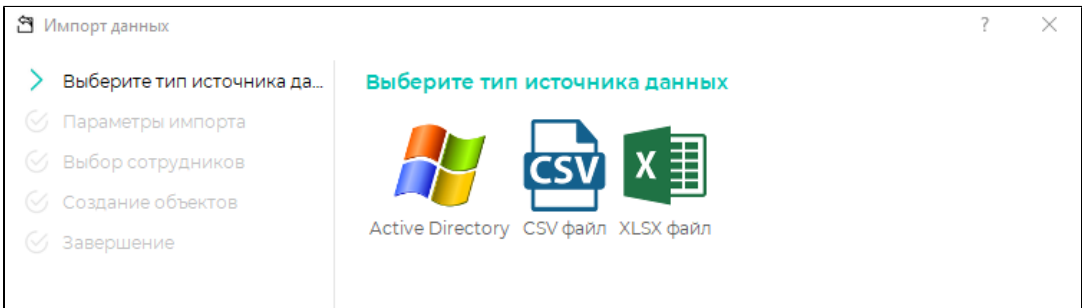 Импорт данных
?
Выберите тип источника да...
Параметры импорта
Выбор сотрудников
Создание объектов
Завершение
Выберите тип источника данных
CSV
X
Active Directory
CSV файл
XLSX файл